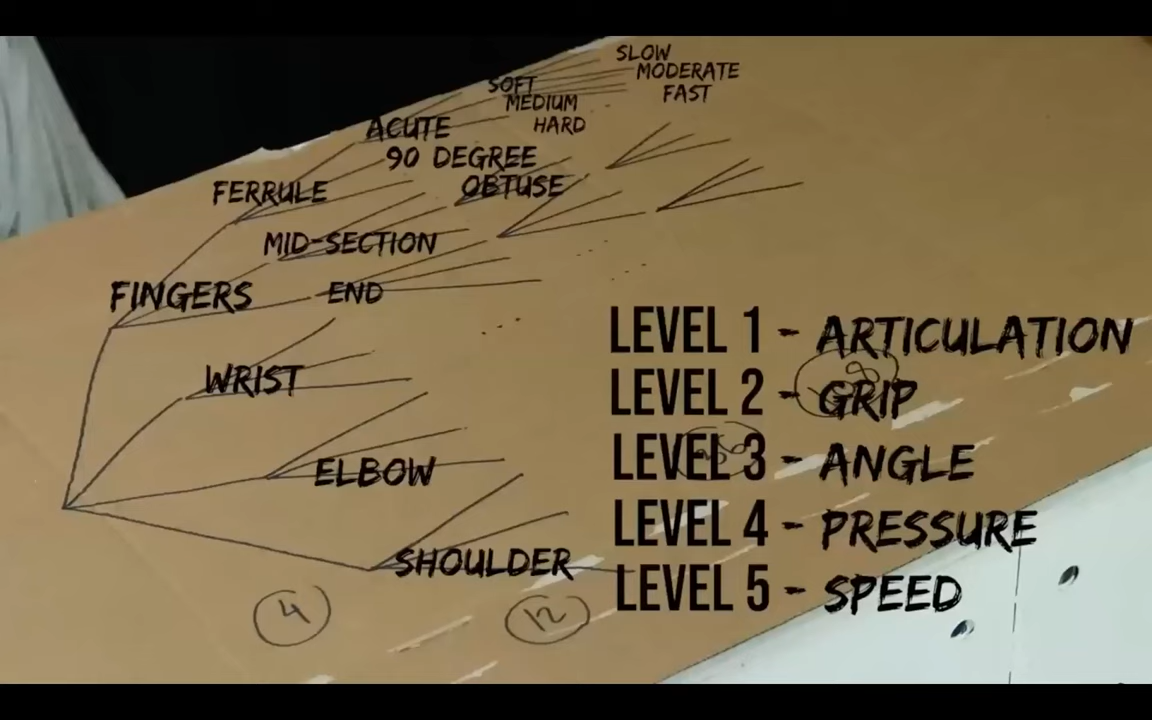 SLOW
MODERATE
FAST
SOFT
MEDIUM
HARD
ACUTE
90 DEGREE
OBTUSE
FERRULE
MID-SECTION
END
FINGERS
WRIST
ELBOW
SHOULDER
LEVEL 1 - ARTICULATION
LEVEL 2 - GRIP
LEVEL 3 - ANGLE
LEVEL 4 - PRESSURE
LEVEL 5 - SPEED
4
12